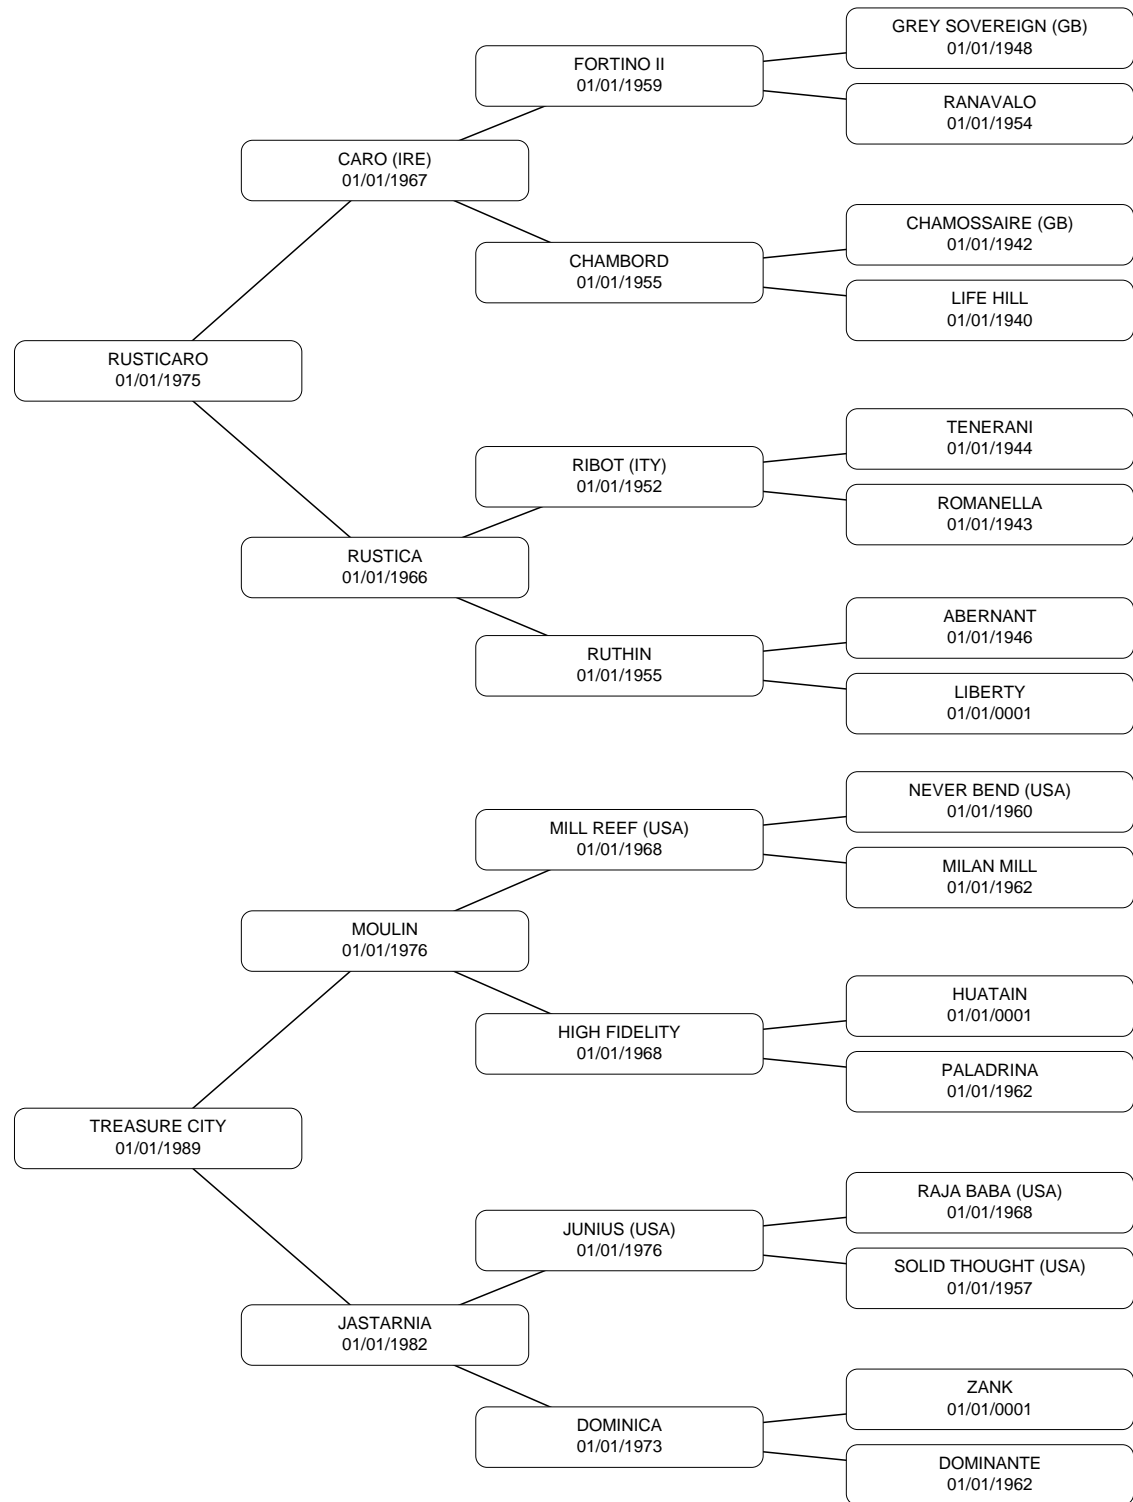 GREY SOVEREIGN (GB)
01/01/1948
FORTINO II
01/01/1959
RANAVALO
01/01/1954
CARO (IRE)
01/01/1967
CHAMOSSAIRE (GB)
01/01/1942
CHAMBORD
01/01/1955
LIFE HILL
01/01/1940
RUSTICARO
01/01/1975
TENERANI
01/01/1944
RIBOT (ITY)
01/01/1952
ROMANELLA
01/01/1943
RUSTICA
01/01/1966
ABERNANT
01/01/1946
RUTHIN
01/01/1955
LIBERTY
01/01/0001
NEVER BEND (USA)
01/01/1960
MILL REEF (USA)
01/01/1968
MILAN MILL
01/01/1962
MOULIN
01/01/1976
HUATAIN
01/01/0001
HIGH FIDELITY
01/01/1968
PALADRINA
01/01/1962
TREASURE CITY
01/01/1989
RAJA BABA (USA)
01/01/1968
JUNIUS (USA)
01/01/1976
SOLID THOUGHT (USA)
01/01/1957
JASTARNIA
01/01/1982
ZANK
01/01/0001
DOMINICA
01/01/1973
DOMINANTE
01/01/1962